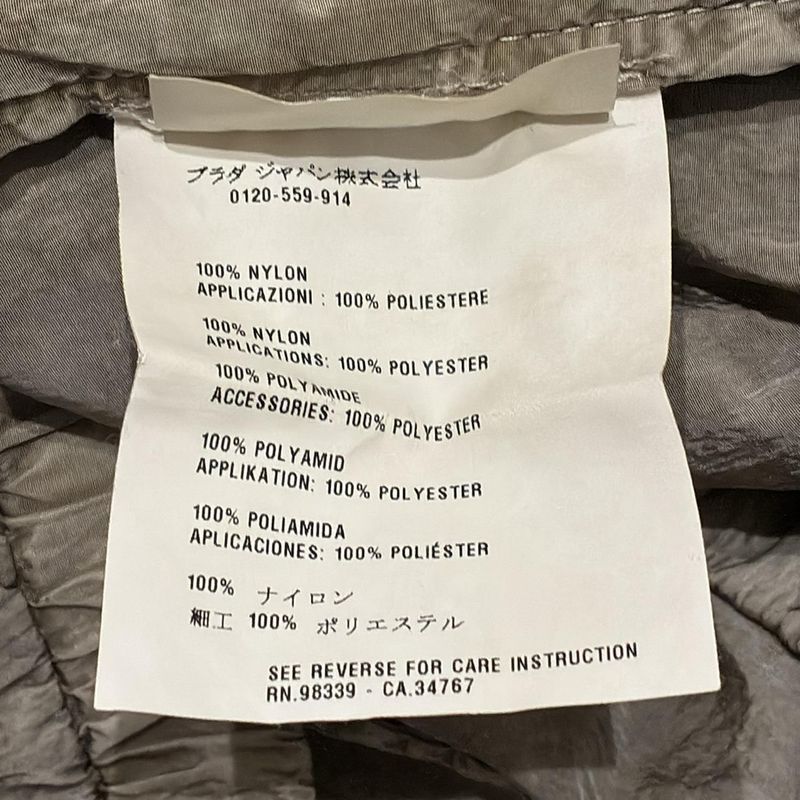 プラダ ジャパン株式会社
0120-559-914
100% NYLON
APPLICAZIONI : 100% POLIESTERE
100% NYLON
APPLICATIONS: 100% POLYESTER
100% POLYAMIDE
ACCESSORIES: 100% POLYESTER
100% POLYAMID
APPLIKATION: 100% POLYESTER
100% POLIAMIDA
APLICACIONES: 100% POLIÉSTER
100% ナイロン
細工 100% ポリエステル
SEE REVERSE FOR CARE INSTRUCTION
RN.98339 - CA.34767